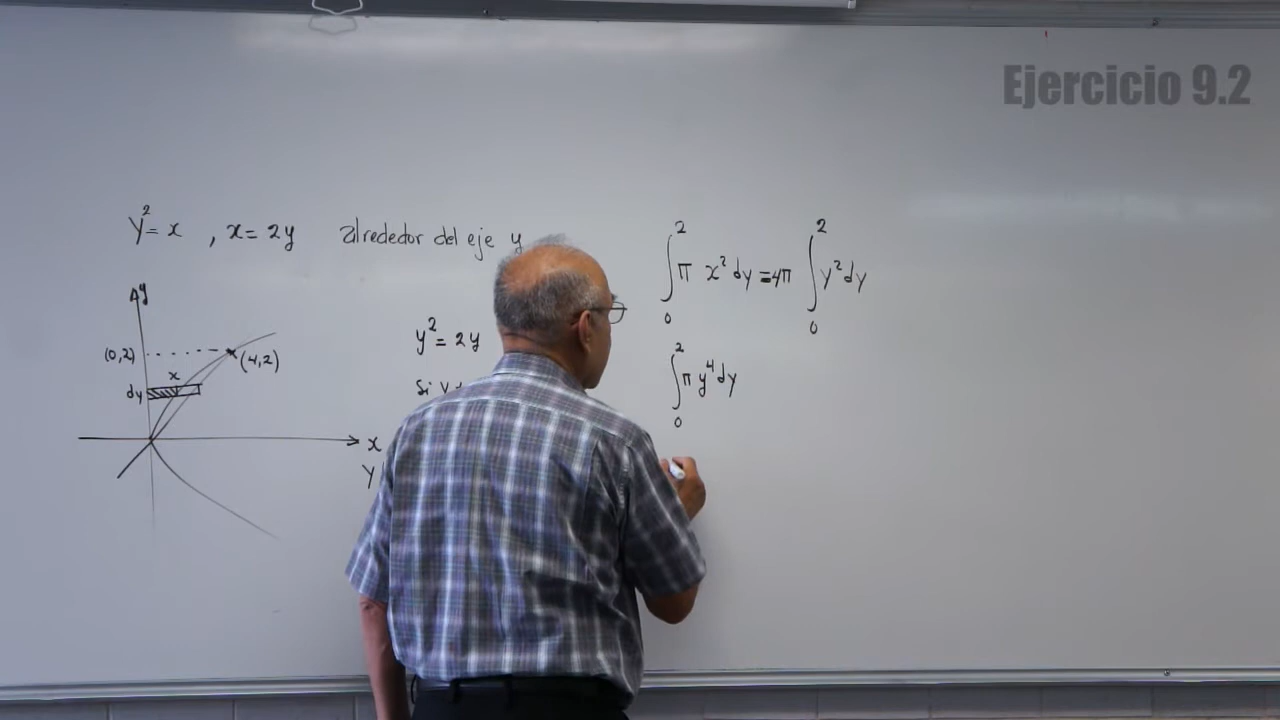 Ejercicio 9.2
y² = x , x = 2y alrededor del eje y
y
(0,2)
(4,2)
x
dy
x
y
y² = 2y
Si
∫₀² π x² dy = 4π ∫₀² y² dy
∫₀² π y⁴ dy